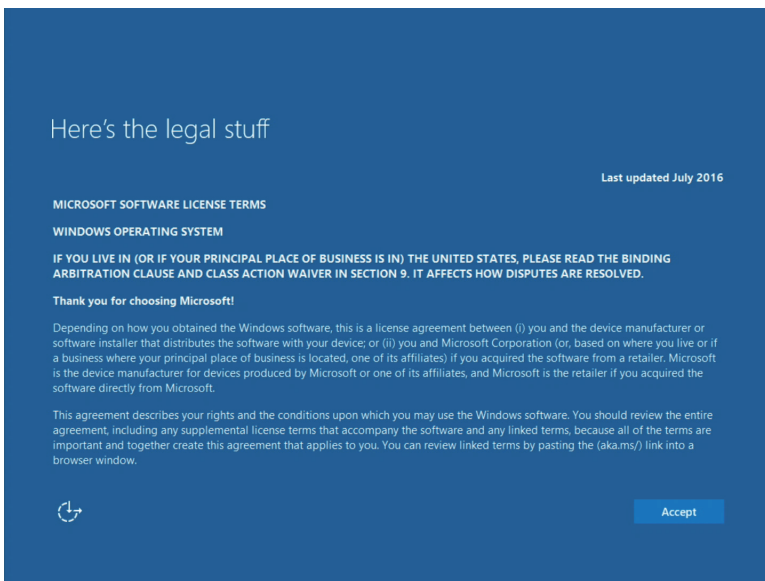 Here's the legal stuff
Last updated July 2016
MICROSOFT SOFTWARE LICENSE TERMS
WINDOWS OPERATING SYSTEM
IF YOU LIVE IN (OR IF YOUR PRINCIPAL PLACE OF BUSINESS IS IN) THE UNITED STATES, PLEASE READ THE BINDING
ARBITRATION CLAUSE AND CLASS ACTION WAIVER IN SECTION 9. IT AFFECTS HOW DISPUTES ARE RESOLVED.
Thank you for choosing Microsoft!
Depending on how you obtained the Windows software, this is a license agreement between (i) you and the device manufacturer or
software installer that distributes the software with your device; or (ii) you and Microsoft Corporation (or, based on where you live or if
a business where your principal place of business is located, one of its affiliates) if you acquired the software from a retailer. Microsoft
is the device manufacturer for devices produced by Microsoft or one of its affiliates, and Microsoft is the retailer if you acquired the
software directly from Microsoft.
This agreement describes your rights and the conditions upon which you may use the Windows software. You should review the entire
agreement, including any supplemental license terms that accompany the software and any linked terms, because all of the terms are
important and together create this agreement that applies to you. You can review linked terms by pasting the (aka.ms/) link into a
browser window.
Accept